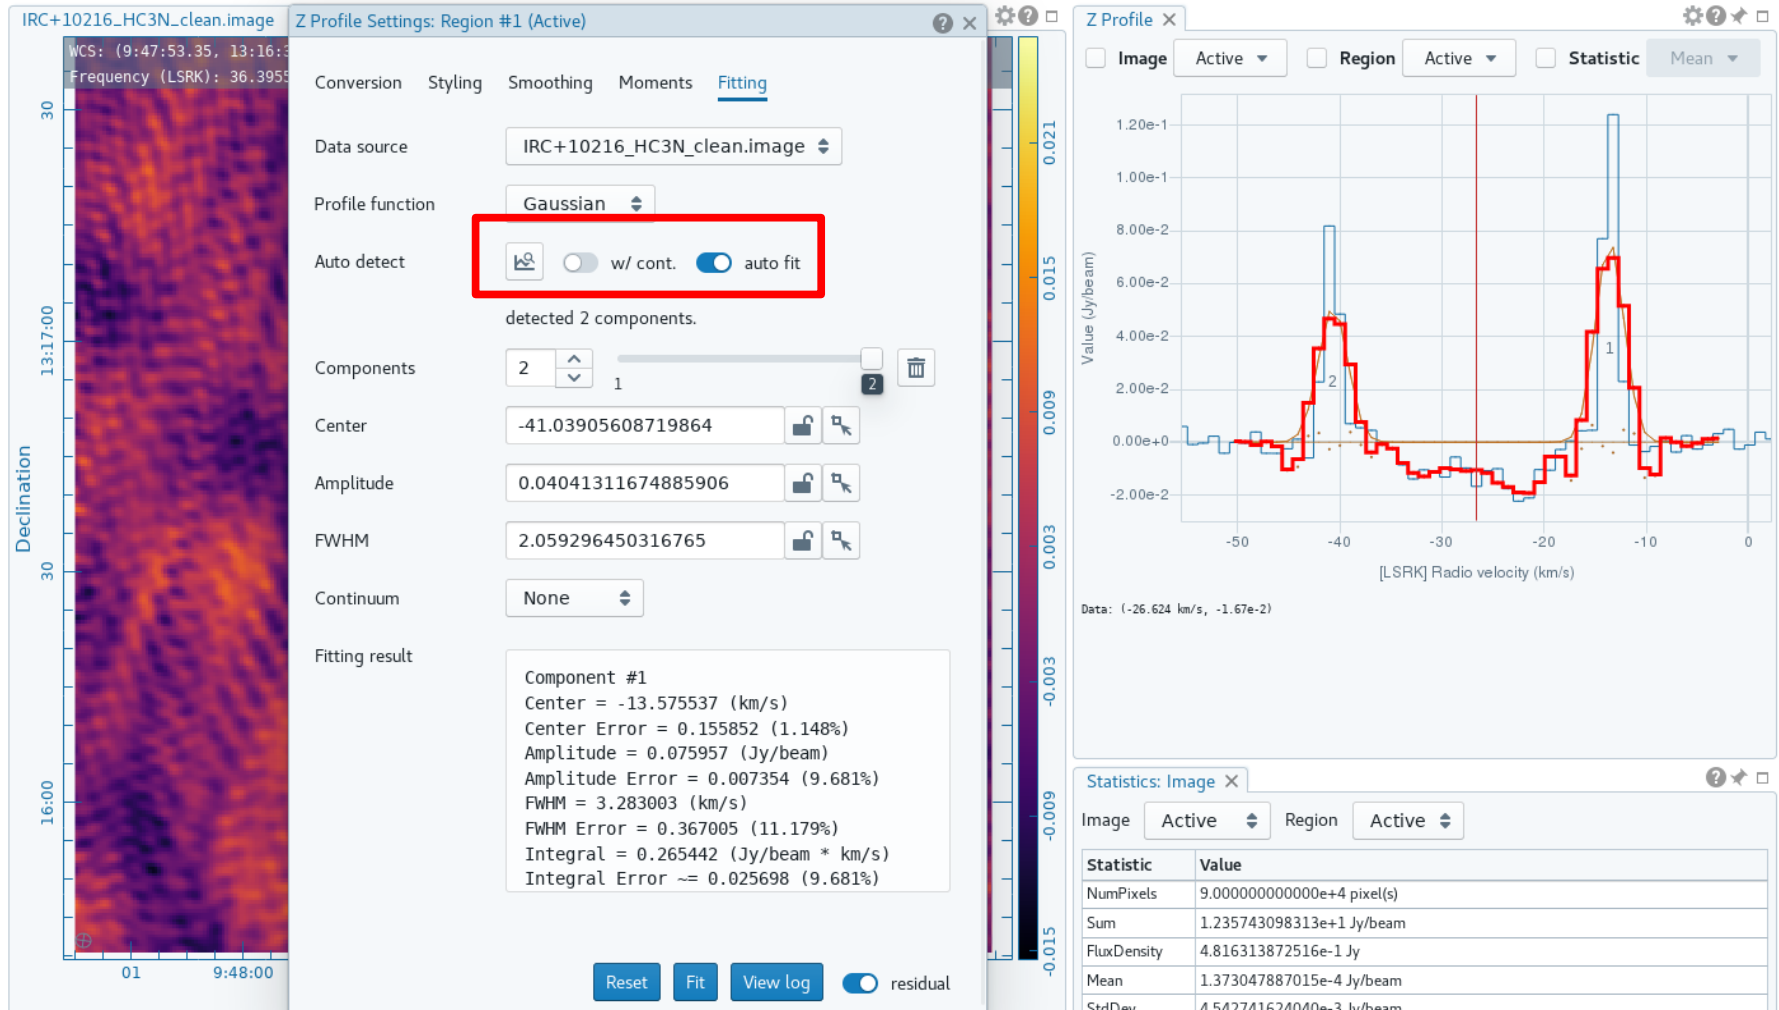 IRC+10216_HC3N_clean.image
WCS: (9:47:53.35, 13:16:3
Frequency (LSRK): 36.3955
30
13:17:00
30
16:00
Declination
01
9:48:00
Z Profile Settings: Region #1 (Active)
Conversion Styling Smoothing Moments Fitting
Data source IRC+10216_HC3N_clean.image
Profile function Gaussian
Auto detect w/ cont. auto fit
detected 2 components.
Components 2 1 2
Center -41.03905608719864
Amplitude 0.04041311674885906
FWHM 2.059296450316765
Continuum None
Fitting result
Component #1
Center = -13.575537 (km/s)
Center Error = 0.155852 (1.148%)
Amplitude = 0.075957 (Jy/beam)
Amplitude Error = 0.007354 (9.681%)
FWHM = 3.283003 (km/s)
FWHM Error = 0.367005 (11.179%)
Integral = 0.265442 (Jy/beam * km/s)
Integral Error ~= 0.025698 (9.681%)
Reset Fit View log residual
0.021
0.015
0.009
0.003
-0.003
-0.009
-0.015
Z Profile
Image Active Region Active Statistic Mean
1.20e-1
1.00e-1
8.00e-2
6.00e-2
4.00e-2
2.00e-2
0.00e+0
-2.00e-2
Value (Jy/beam)
1
2
-50 -40 -30 -20 -10 0
[LSRK] Radio velocity (km/s)
Data: (-26.624 km/s, -1.67e-2)
Statistics: Image
Image Active Region Active
Statistic Value
NumPixels 9.000000000000e+4 pixel(s)
Sum 1.235743098313e+1 Jy/beam
FluxDensity 4.816313872516e-1 Jy
Mean 1.373047887015e-4 Jy/beam
StdDev 4.542741624040e-3 Jy/beam